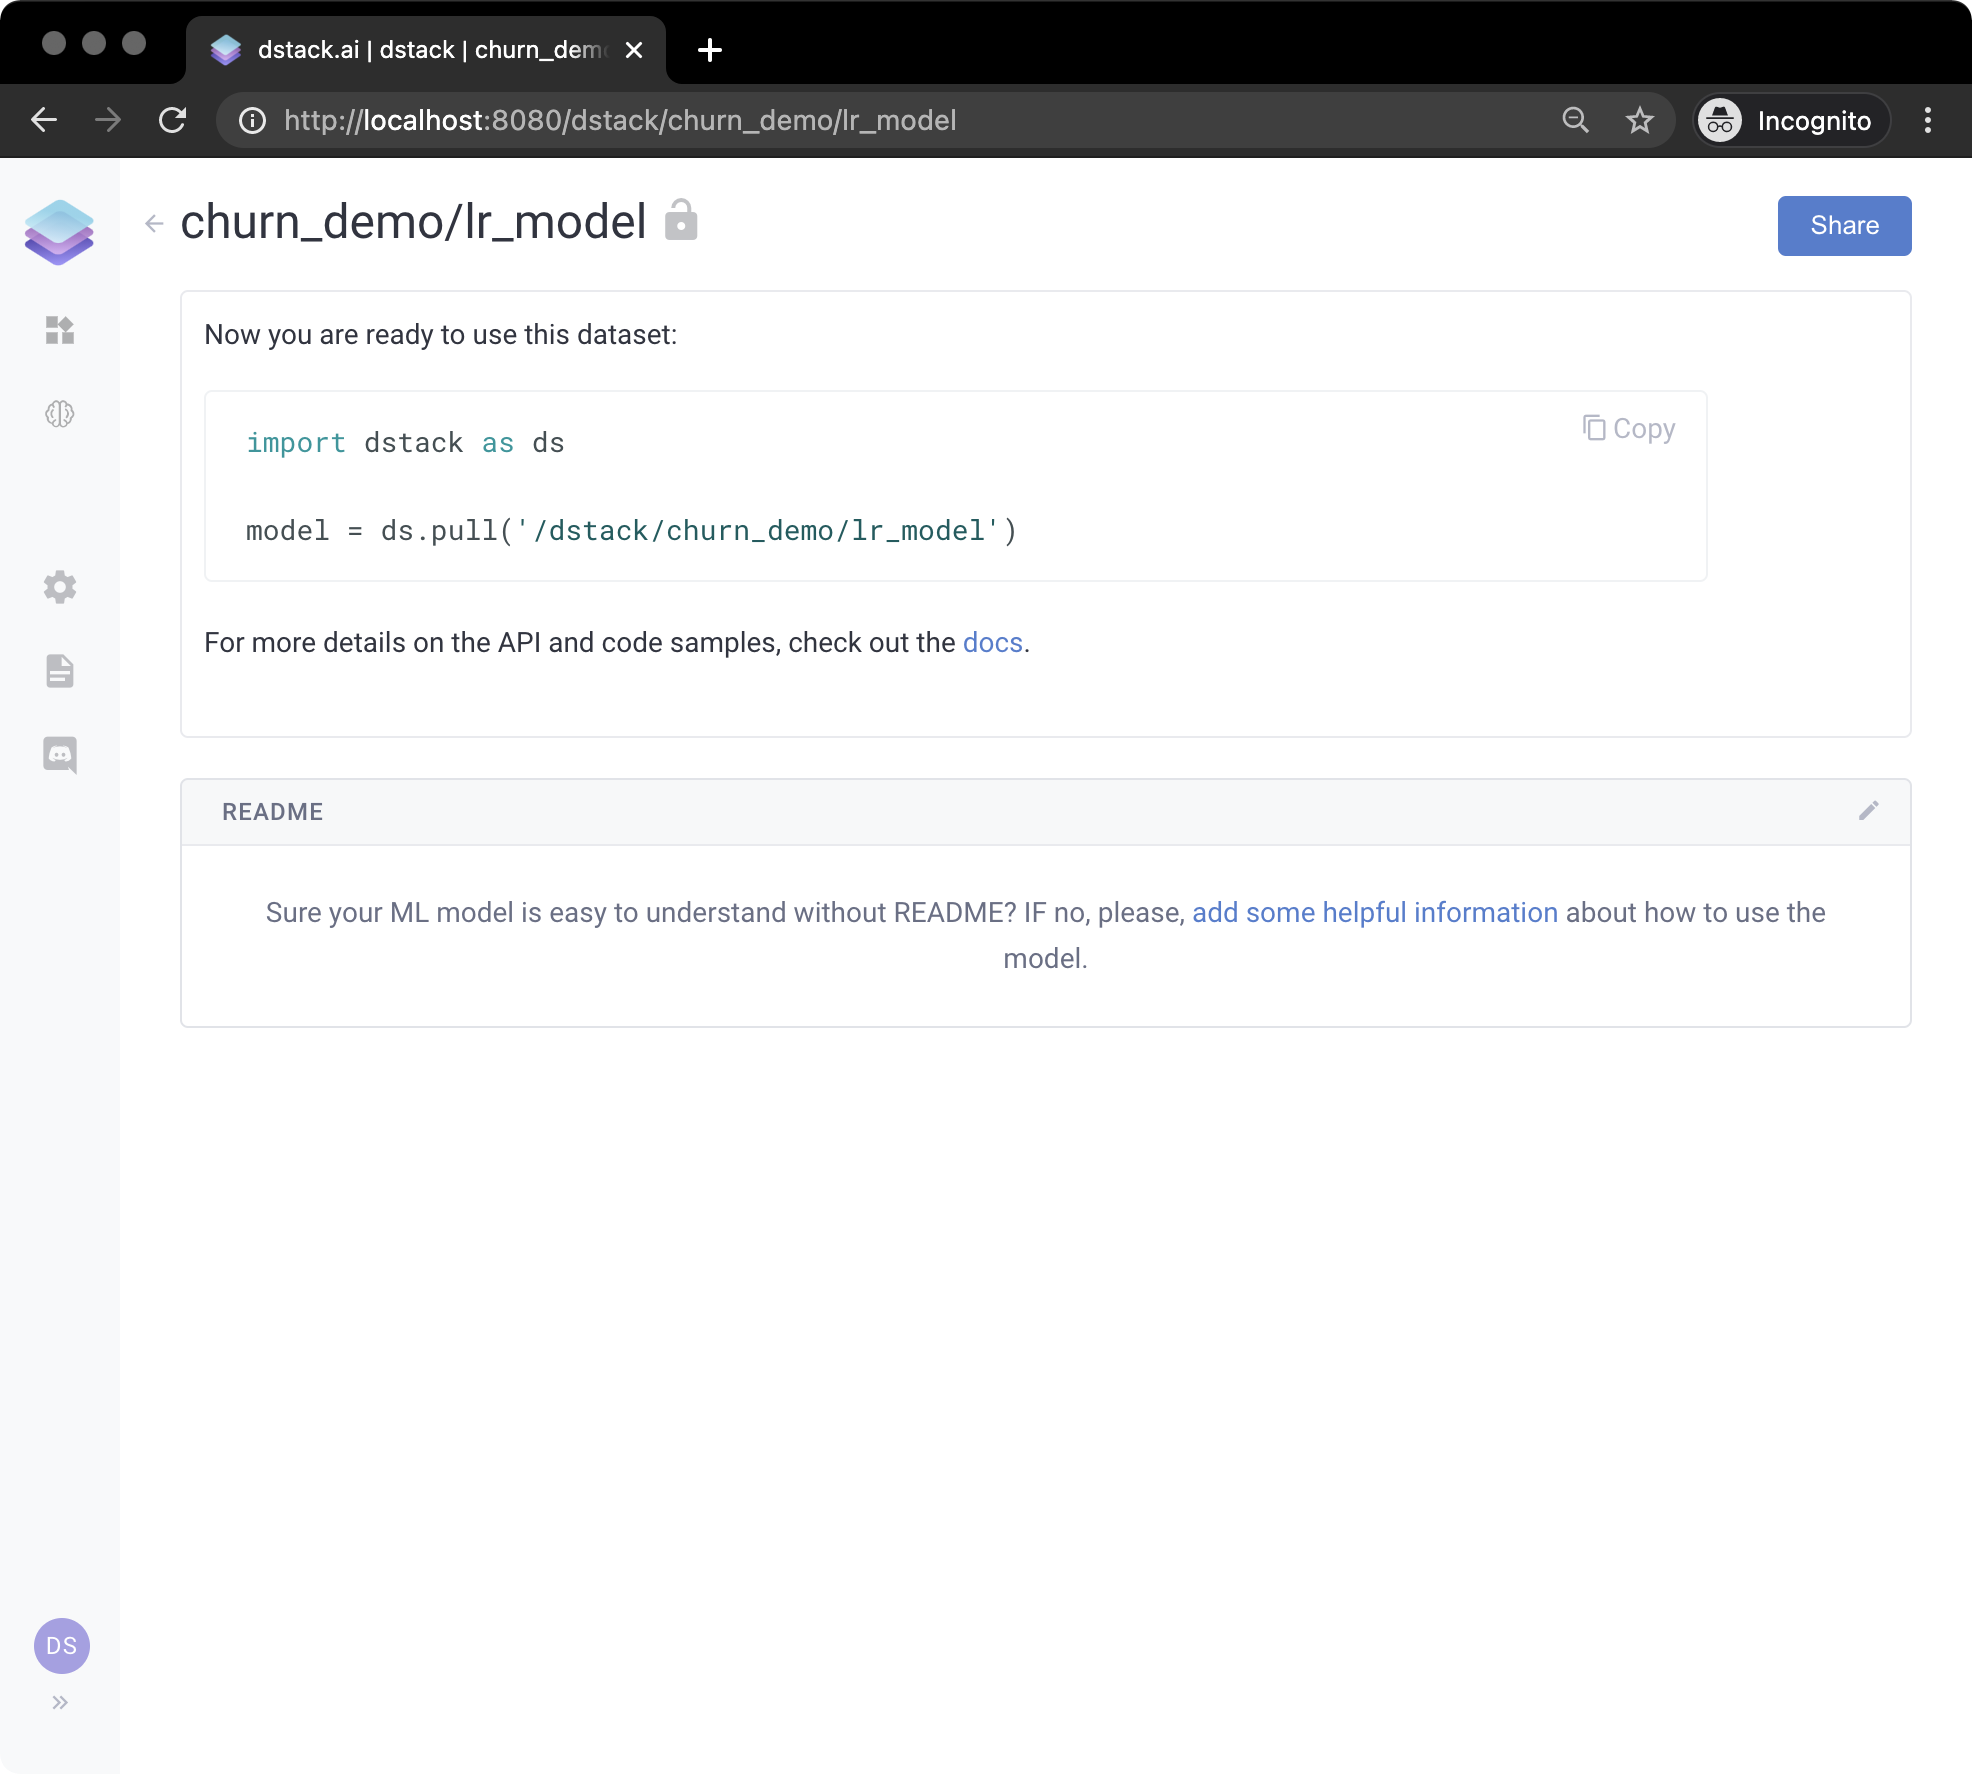 dstack.ai | dstack | churn_dem
http://localhost:8080/dstack/churn_demo/lr_model
Incognito
churn_demo/lr_model
Share
Now you are ready to use this dataset:
Copy
import dstack as ds
model = ds.pull('/dstack/churn_demo/lr_model')
For more details on the API and code samples, check out the docs.
README
Sure your ML model is easy to understand without README? IF no, please, add some helpful information about how to use the
model.
DS